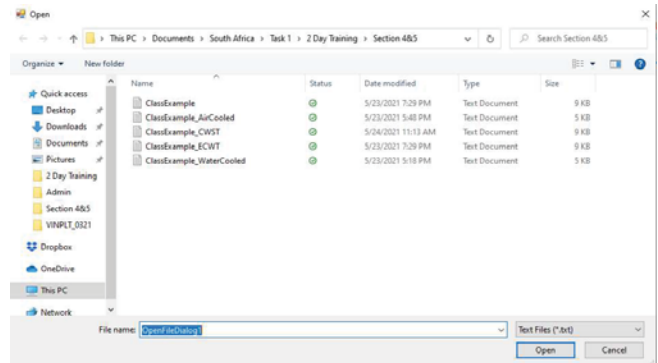 Open
This PC > Documents > South Africa > Task 1 > 2 Day Training > Section 4&5
Search Section 4&5
Organize
New folder
Name Status Date modified Type Size
Quick access
Desktop
Downloads
Documents
Pictures
2 Day Training
Admin
Section 4&5
VINPLT_0321
Dropbox
OneDrive
This PC
Network
ClassExample 5/23/2021 7:29 PM Text Document 9 KB
ClassExample_AirCooled 5/23/2021 5:48 PM Text Document 5 KB
ClassExample_CWST 5/24/2021 11:13 AM Text Document 9 KB
ClassExample_ECWT 5/23/2021 7:29 PM Text Document 9 KB
ClassExample_WaterCooled 5/23/2021 5:18 PM Text Document 5 KB
File name: OpenFileDialog1
Text Files (*.txt)
Open Cancel